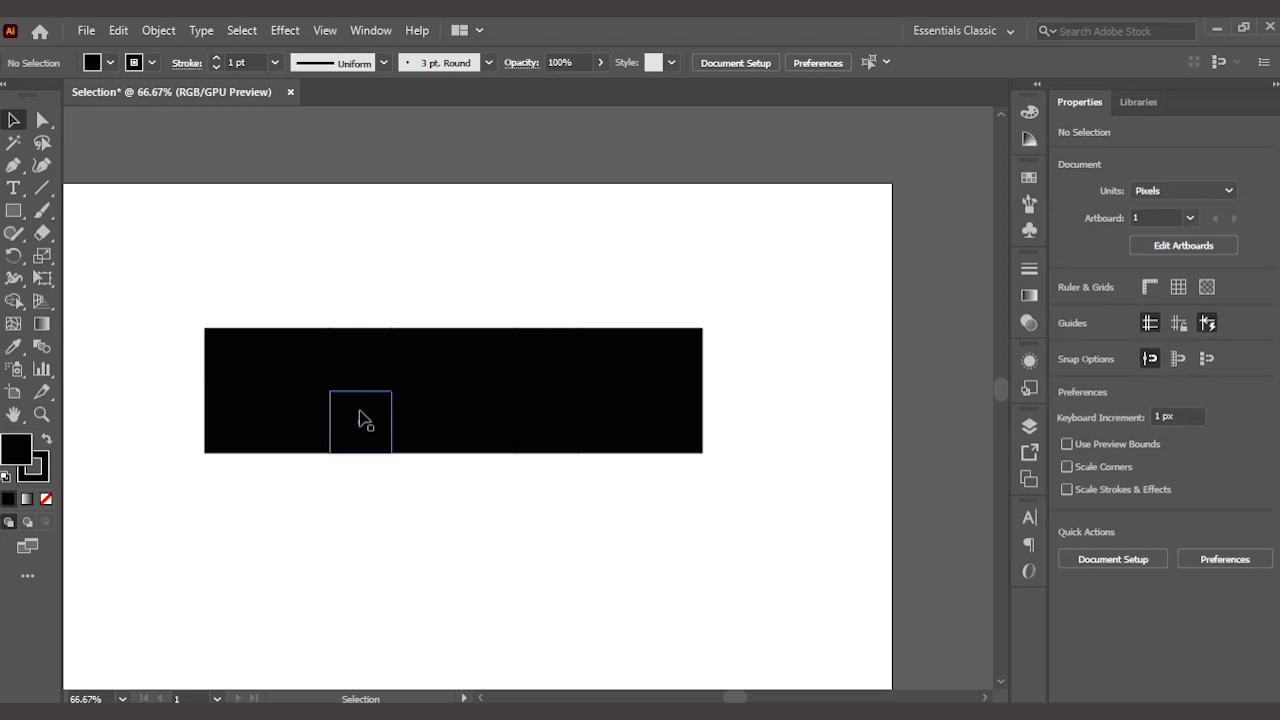 Ai File Edit Object Type Select Effect View Window Help Essentials Classic Search Adobe Stock
No Selection Stroke: 1 pt Uniform 3 pt. Round Opacity: 100% Style: Document Setup Preferences
Selection* @ 66.67% (RGB/GPU Preview)
Properties Libraries
No Selection
Document
Units: Pixels
Artboard: 1
Edit Artboards
Ruler & Grids
Guides
Snap Options
Preferences
Keyboard Increment: 1 px
Use Preview Bounds
Scale Corners
Scale Strokes & Effects
Quick Actions
Document Setup Preferences
66.67% 1 Selection